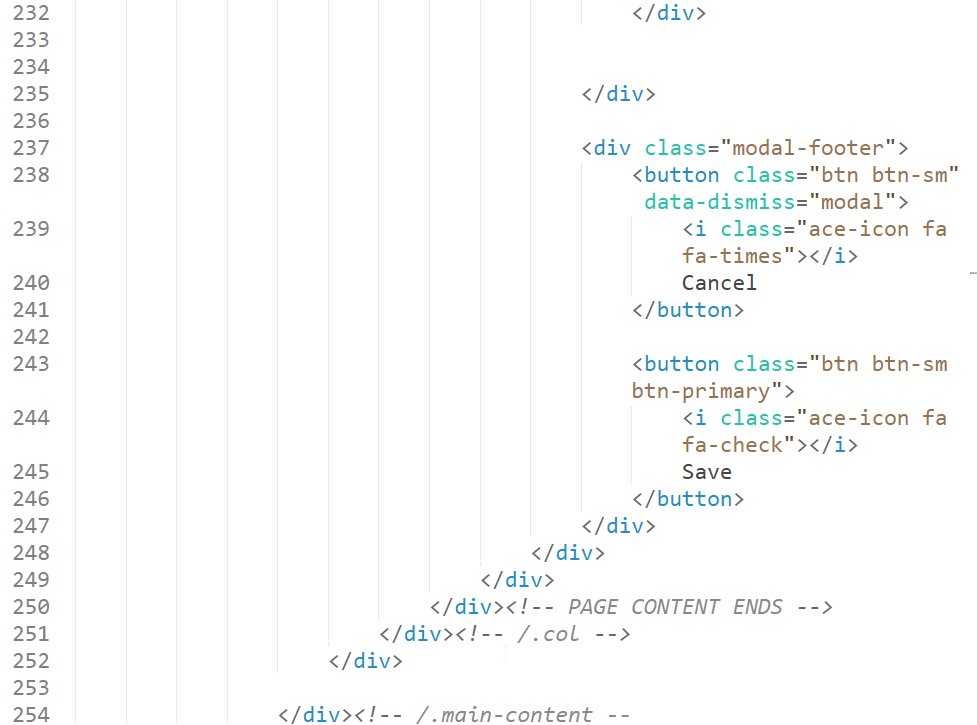 232 </div>
233
234
235 </div>
236
237 <div class="modal-footer">
238 <button class="btn btn-sm"
data-dismiss="modal">
239 <i class="ace-icon fa
fa-times"></i>
240 Cancel
241 </button>
242
243 <button class="btn btn-sm
btn-primary">
244 <i class="ace-icon fa
fa-check"></i>
245 Save
246 </button>
247 </div>
248 </div>
249 </div>
250 </div><!-- PAGE CONTENT ENDS -->
251 </div><!-- /.col -->
252 </div>
253
254 </div><!-- /.main-content --